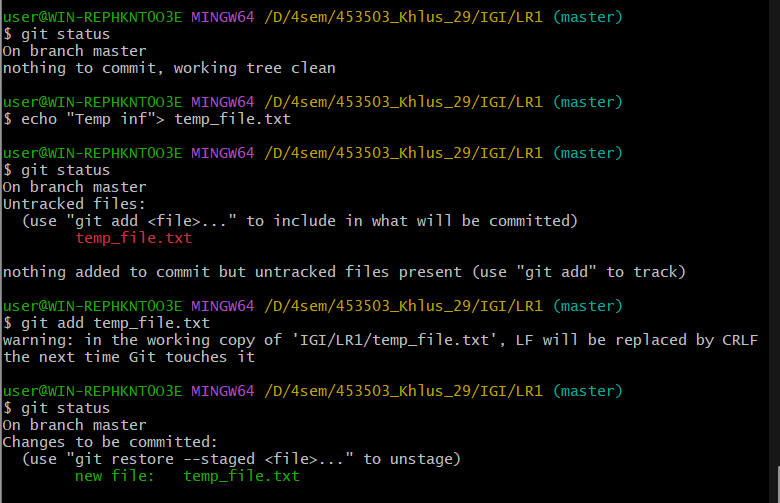 user@WIN-REPHKNT0O3E MINGW64 /D/4sem/453503_Khlus_29/IGI/LR1 (master)
$ git status
On branch master
nothing to commit, working tree clean
user@WIN-REPHKNT0O3E MINGW64 /D/4sem/453503_Khlus_29/IGI/LR1 (master)
$ echo "Temp inf"> temp_file.txt
user@WIN-REPHKNT0O3E MINGW64 /D/4sem/453503_Khlus_29/IGI/LR1 (master)
$ git status
On branch master
Untracked files:
  (use "git add <file>..." to include in what will be committed)
        temp_file.txt
nothing added to commit but untracked files present (use "git add" to track)
user@WIN-REPHKNT0O3E MINGW64 /D/4sem/453503_Khlus_29/IGI/LR1 (master)
$ git add temp_file.txt
warning: in the working copy of 'IGI/LR1/temp_file.txt', LF will be replaced by CRLF
the next time Git touches it
user@WIN-REPHKNT0O3E MINGW64 /D/4sem/453503_Khlus_29/IGI/LR1 (master)
$ git status
On branch master
Changes to be committed:
  (use "git restore --staged <file>..." to unstage)
        new file:   temp_file.txt